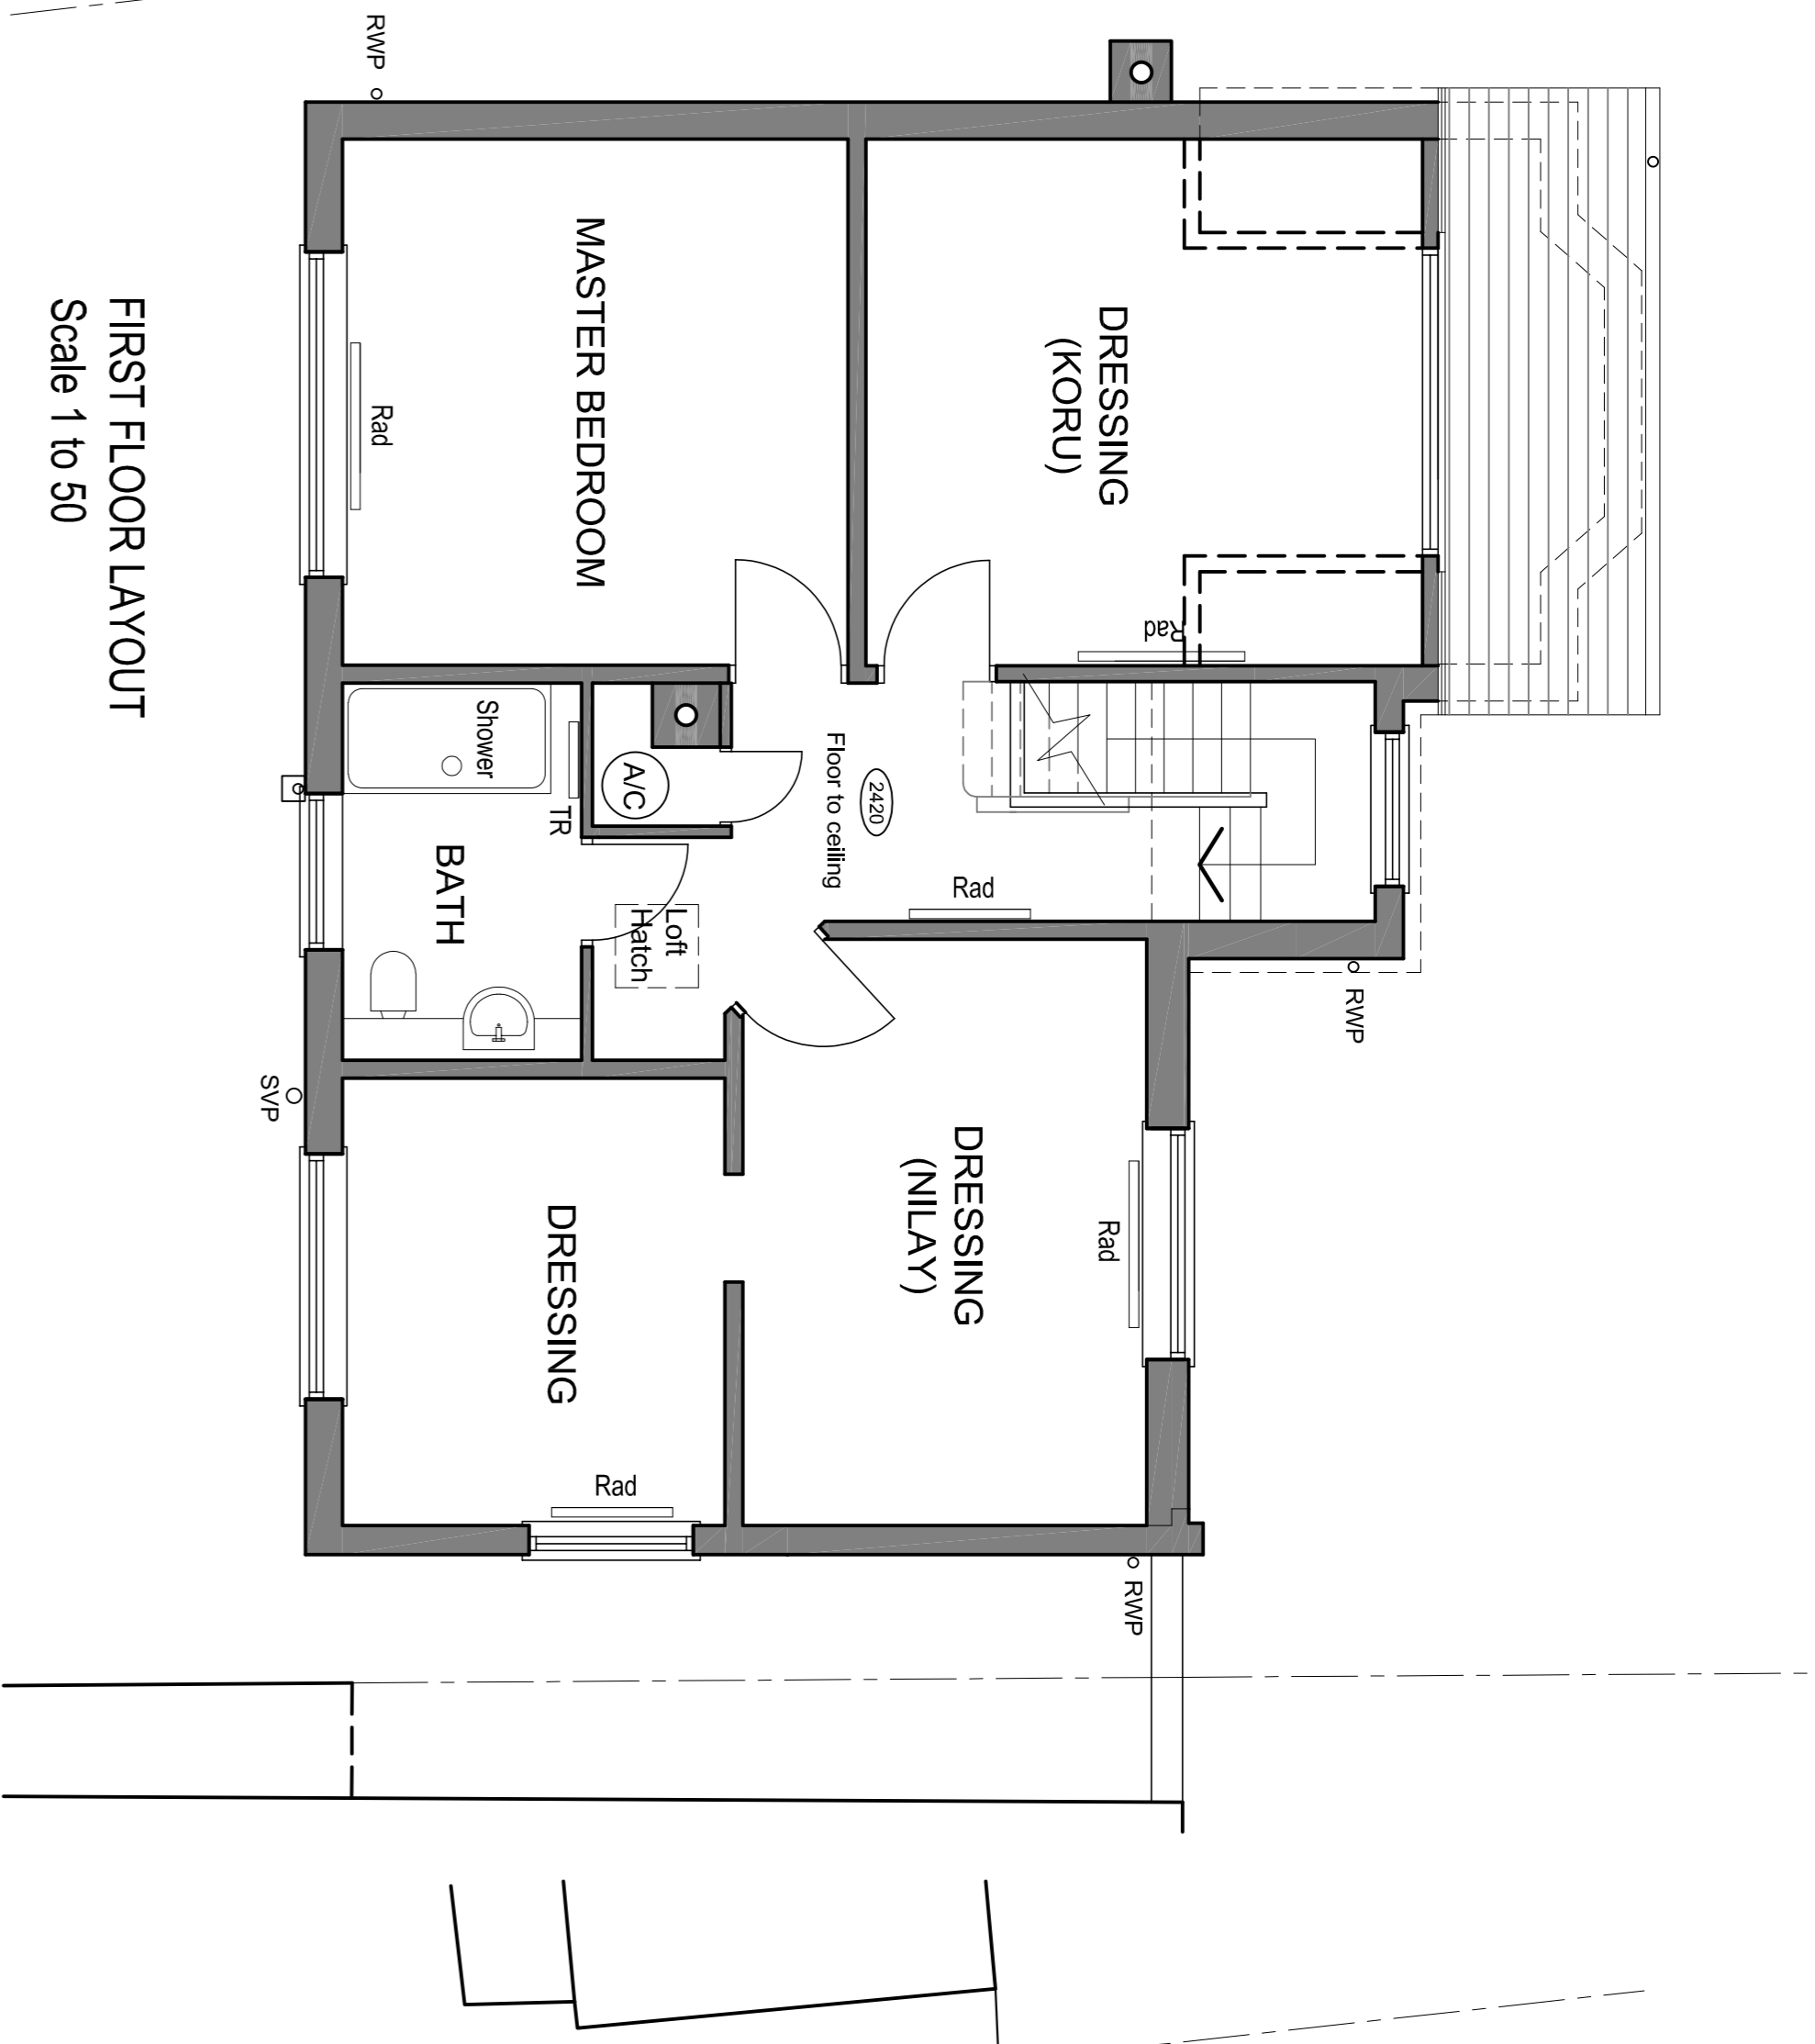 RWP
DRESSING
(KORU)
Rad
MASTER BEDROOM
Rad
RWP
Rad
2420
Floor to ceiling
A/C
Shower
TR
BATH
Loft
Hatch
SVP
Rad
DRESSING
(NILAY)
DRESSING
Rad
RWP
FIRST FLOOR LAYOUT
Scale 1 to 50